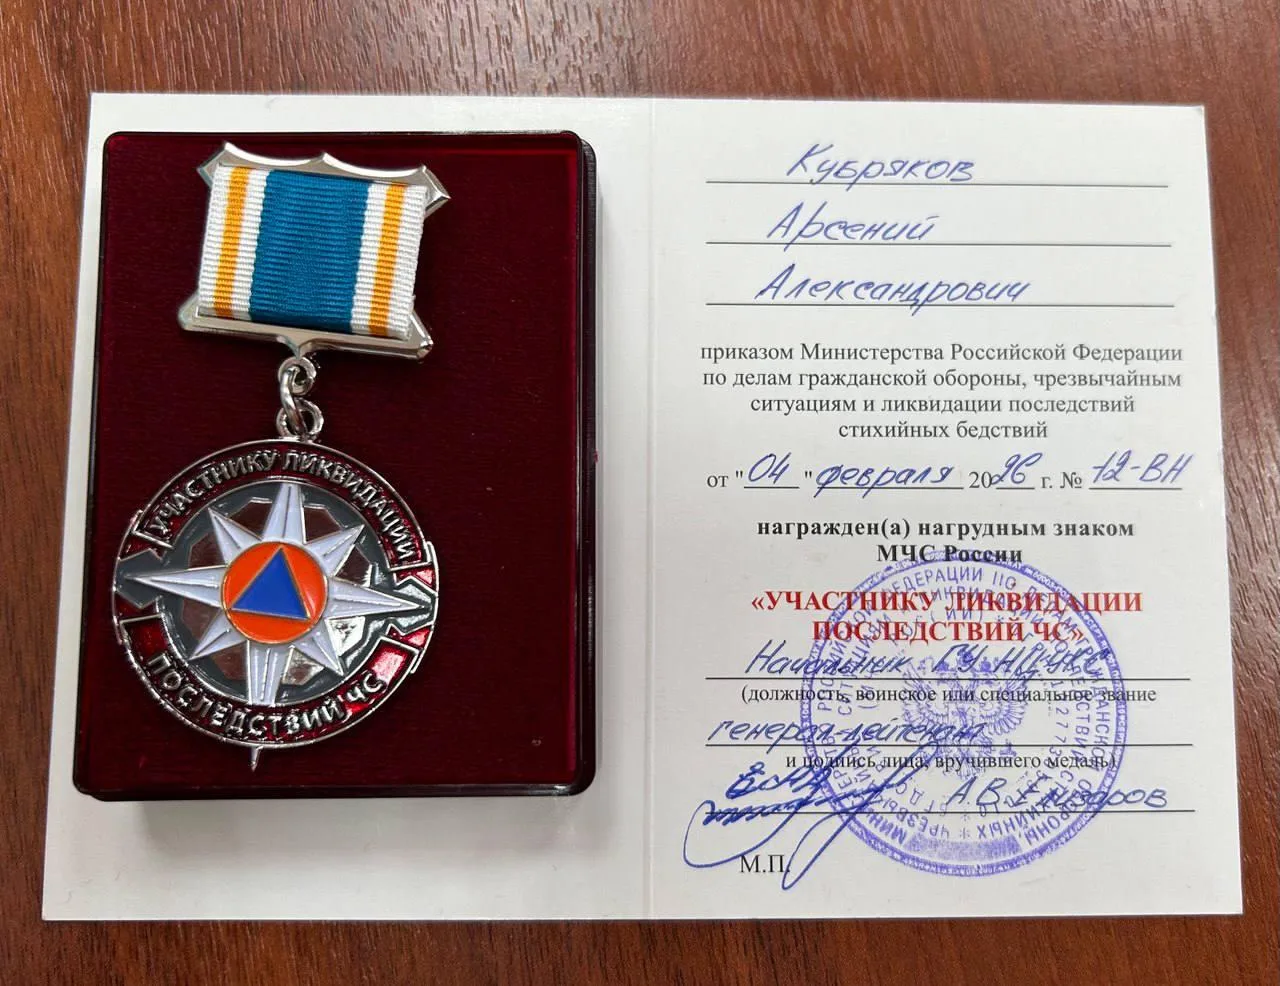 УЧАСТНИКУ ЛИКВИДАЦИИ
ПОСЛЕДСТВИЙ ЧС
Кубряков
Арсений
Александрович
приказом Министерства Российской Федерации
по делам гражданской обороны, чрезвычайным
ситуациям и ликвидации последствий
стихийных бедствий
от "04" февраля 2026 г. № 12-ВН
награжден(а) нагрудным знаком
МЧС России
«УЧАСТНИКУ ЛИКВИДАЦИИ
ПОСЛЕДСТВИЙ ЧС»
Начальник ГУ НЦУКС
(должность, воинское или специальное звание
генерал-лейтенант
и подпись лица, вручившего медаль)
А.В.
М.П.